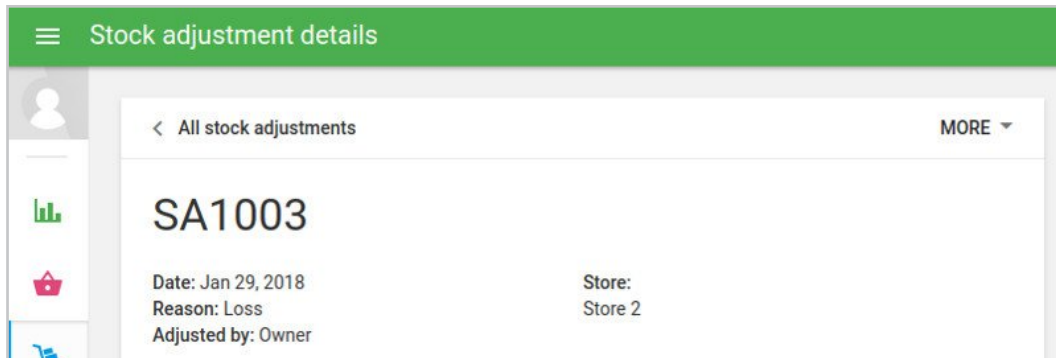 Stock adjustment details
All stock adjustments
MORE
SA1003
Date: Jan 29, 2018
Reason: Loss
Adjusted by: Owner
Store:
Store 2